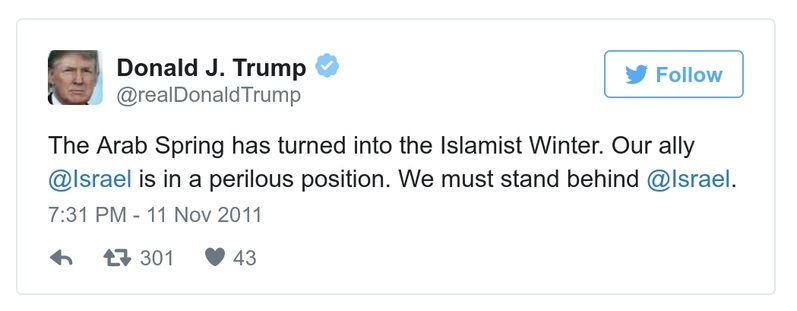 Donald J. Trump
@realDonaldTrump
Follow
The Arab Spring has turned into the Islamist Winter. Our ally
@Israel is in a perilous position. We must stand behind @Israel.
7:31 PM - 11 Nov 2011
301 43